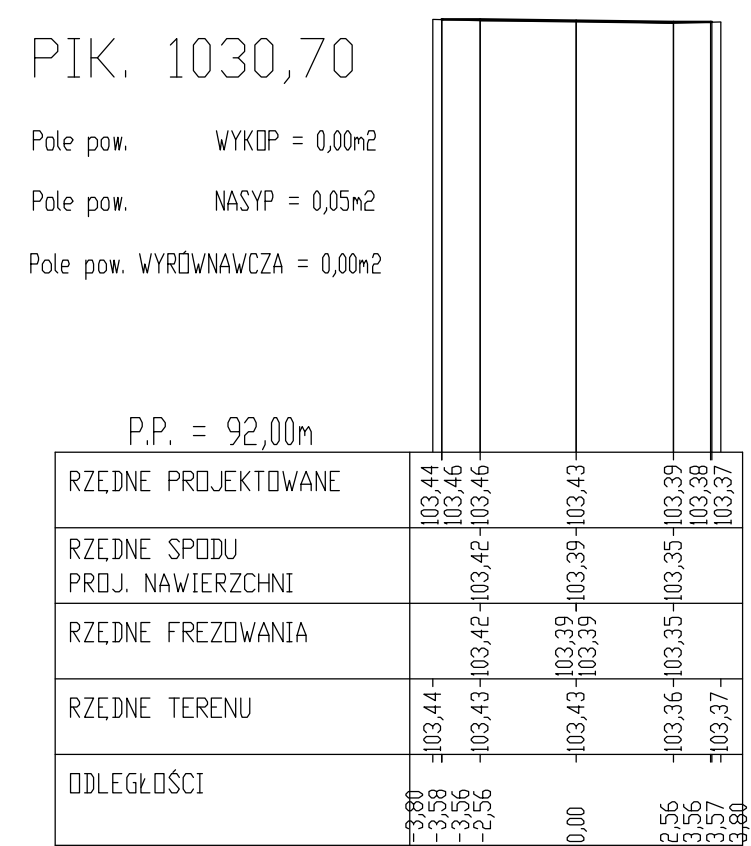 PIK. 1030,70
Pole pow. WYKOP = 0,00m2
Pole pow. NASYP = 0,05m2
Pole pow. WYRÓWNAWCZA = 0,00m2
P.P. = 92,00m
RZĘDNE PROJEKTOWANE
103,44 103,46 103,46 103,43 103,39 103,38 103,37
RZĘDNE SPODU
PROJ. NAWIERZCHNI
103,42 103,39 103,35
RZĘDNE FREZOWANIA
103,42 103,39 103,39 103,35
RZĘDNE TERENU
103,44 103,43 103,43 103,36 103,37
ODLEGŁOŚCI
-3,80 -3,58 -3,56 -2,56 0,00 2,56 3,56 3,57 3,80